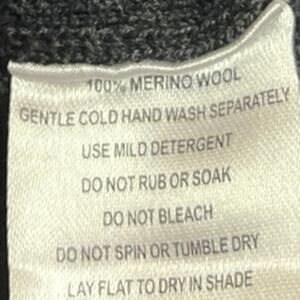 100% MERINO WOOL
GENTLE COLD HAND WASH SEPARATELY
USE MILD DETERGENT
DO NOT RUB OR SOAK
DO NOT BLEACH
DO NOT SPIN OR TUMBLE DRY
LAY FLAT TO DRY IN SHADE